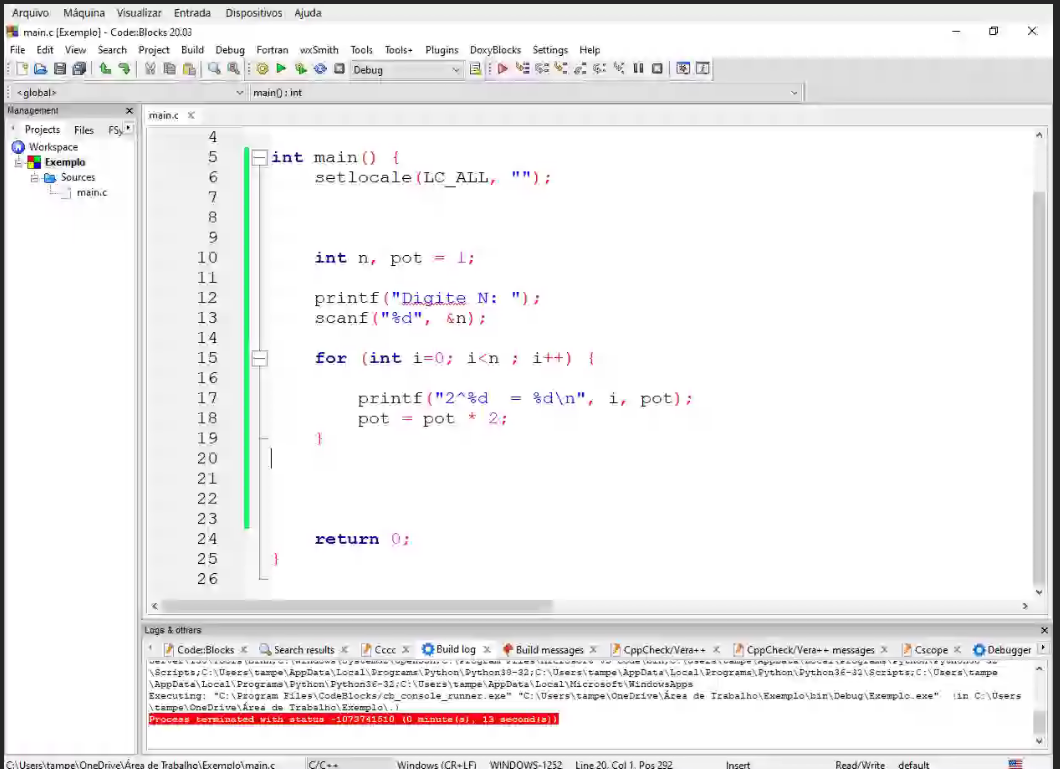 Arquivo Máquina Visualizar Entrada Dispositivos Ajuda
main.c [Exemplo] - Code::Blocks 20.03
File Edit View Search Project Build Debug Fortran wxSmith Tools Tools+ Plugins DoxyBlocks Settings Help
Debug
<global> main() : int
Management
main.c
Projects Files FSy
Workspace
Exemplo
Sources
main.c
4
5 int main() {
6 setlocale(LC_ALL, "");
7
8
9
10 int n, pot = 1;
11
12 printf("Digite N: ");
13 scanf("%d", &n);
14
15 for (int i=0; i<n ; i++) {
16
17 printf("2^%d  = %d\n", i, pot);
18 pot = pot * 2;
19 }
20
21
22
23
24 return 0;
25 }
26
Logs & others
Code::Blocks Search results Cccc Build log Build messages CppCheck/Vera++ CppCheck/Vera++ messages Cscope Debugger
\Scripts;C:\Users\tampe\AppData\Local\Programs\Python\Python39-32;C:\Users\tampe\AppData\Local\Programs\Python\Python36-32\Scripts;C:\Users\tampe
\AppData\Local\Programs\Python\Python36-32;C:\Users\tampe\AppData\Local\Microsoft\WindowsApps
Executing: "C:\Program Files\CodeBlocks/cb_console_runner.exe" "C:\Users\tampe\OneDrive\Área de Trabalho\Exemplo\bin\Debug\Exemplo.exe" (in C:\Users
\tampe\OneDrive\Área de Trabalho\Exemplo\.)
Process terminated with status -1073741510 (0 minute(s), 13 second(s))
C:\Users\tampe\OneDrive\Área de Trabalho\Exemplo\main.c C/C++ Windows (CR+LF) WINDOWS-1252 Line 20, Col 1, Pos 292 Insert Read/Write default